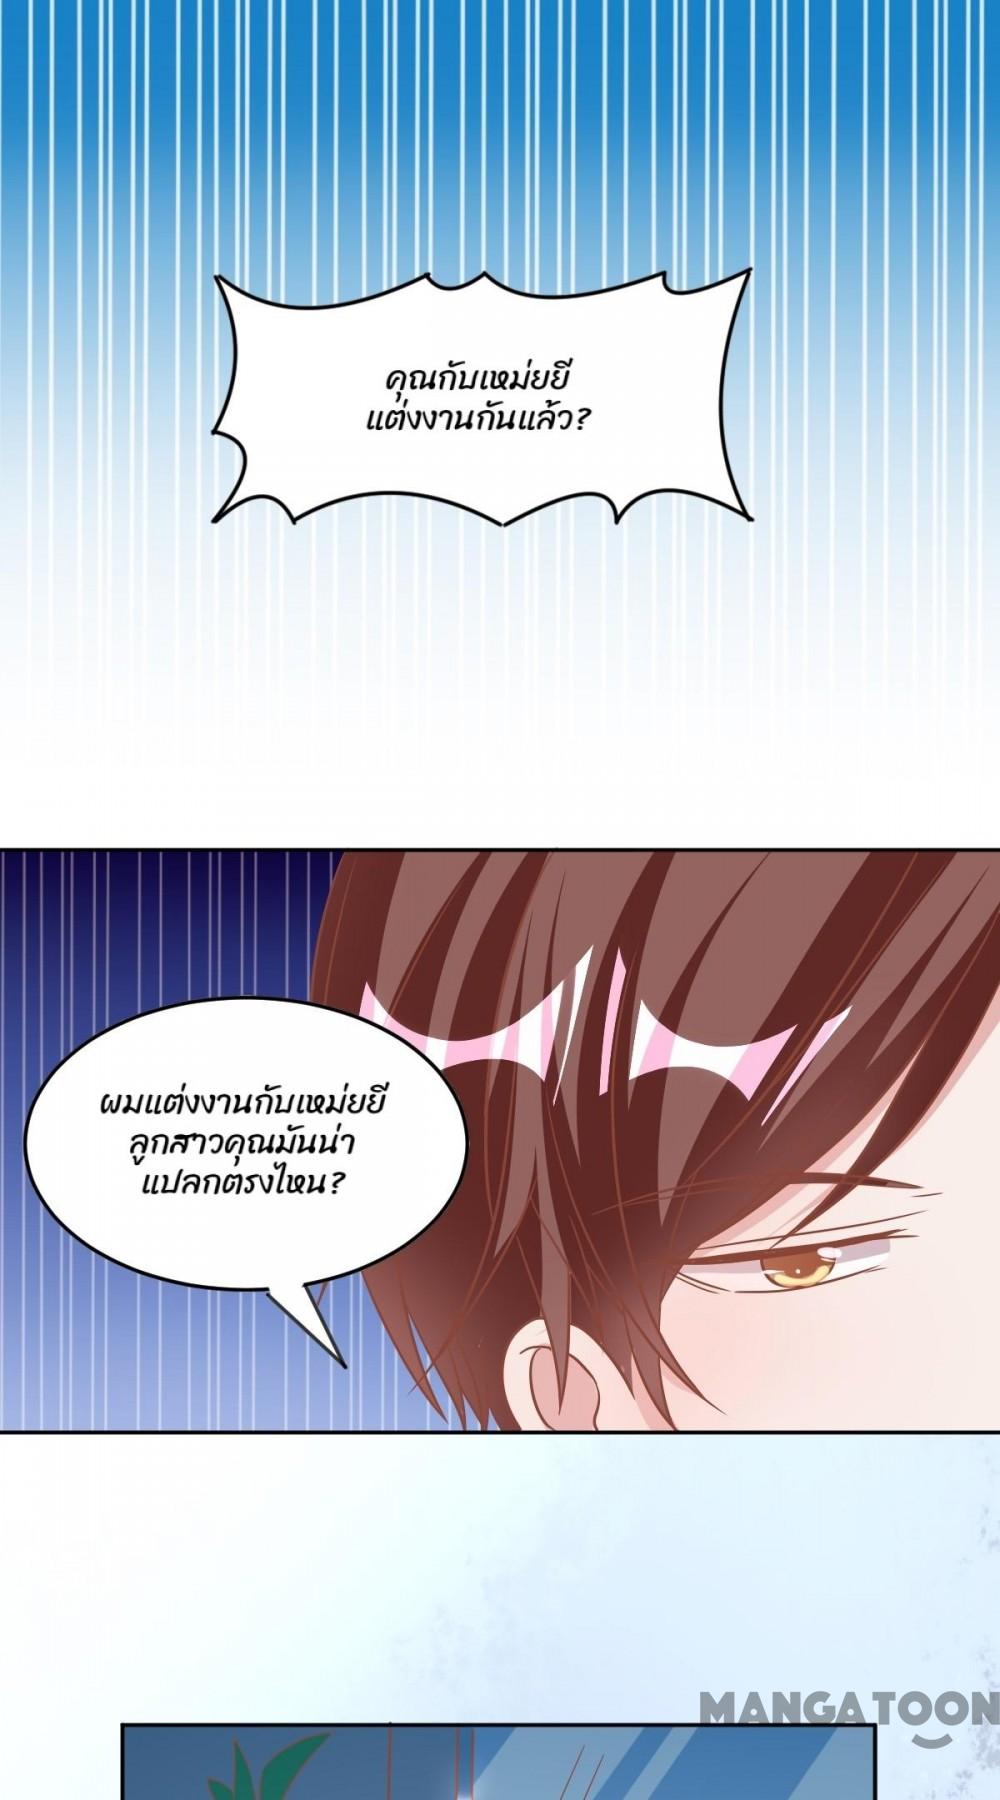 คุณกับเหม่ยยี
แต่งงานกันแล้ว?
ผมแต่งงานกับเหม่ยยี
ลูกสาวคุณมันน่า
แปลกตรงไหน?
MANGATOON